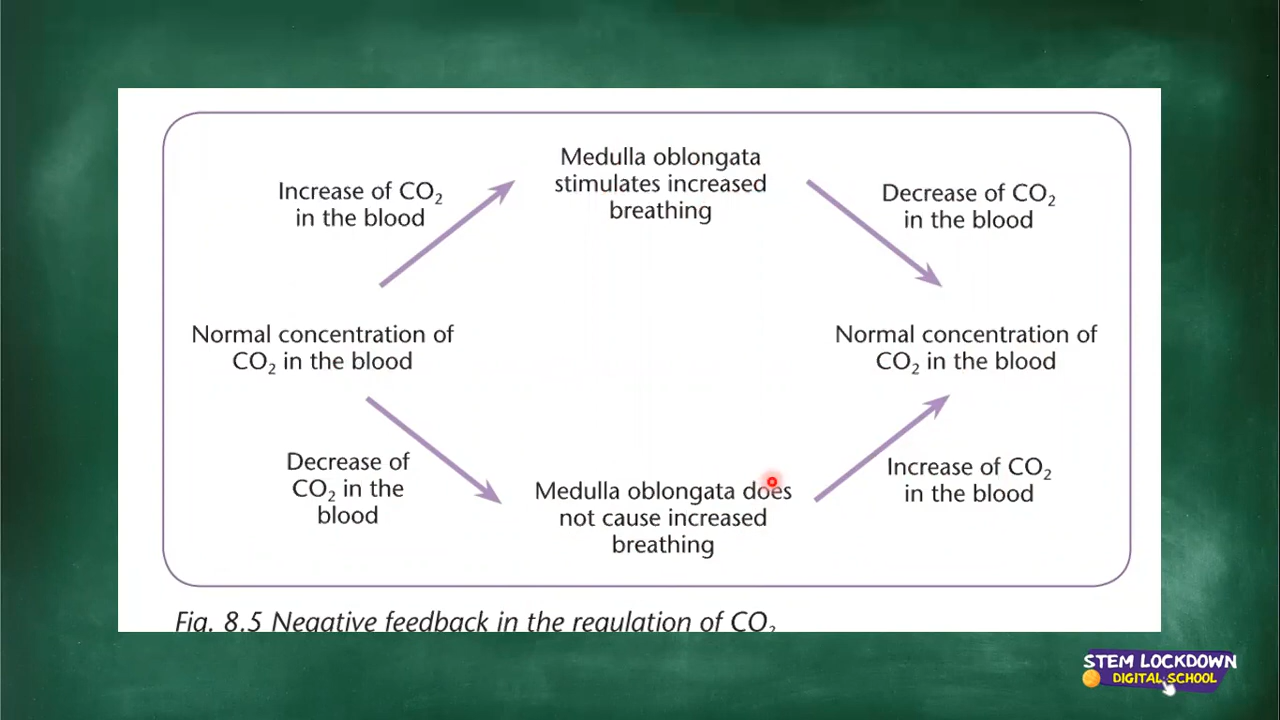 Medulla oblongata
stimulates increased
breathing
Increase of CO₂
in the blood
Decrease of CO₂
in the blood
Normal concentration of
CO₂ in the blood
Normal concentration of
CO₂ in the blood
Decrease of
CO₂ in the
blood
Medulla oblongata does
not cause increased
breathing
Increase of CO₂
in the blood
Fig. 8.5 Negative feedback in the regulation of CO₂
STEM LOCKDOWN
DIGITAL SCHOOL